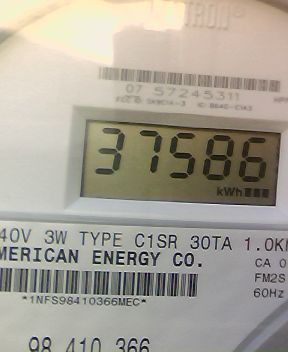 TRON®
07 57245311
37586
kWh
40V 3W TYPE C1SR 30TA 1.0K
MERICAN ENERGY CO.
CA 0
FM2S
60Hz
*1NFS98410366MEC*
98 410 366